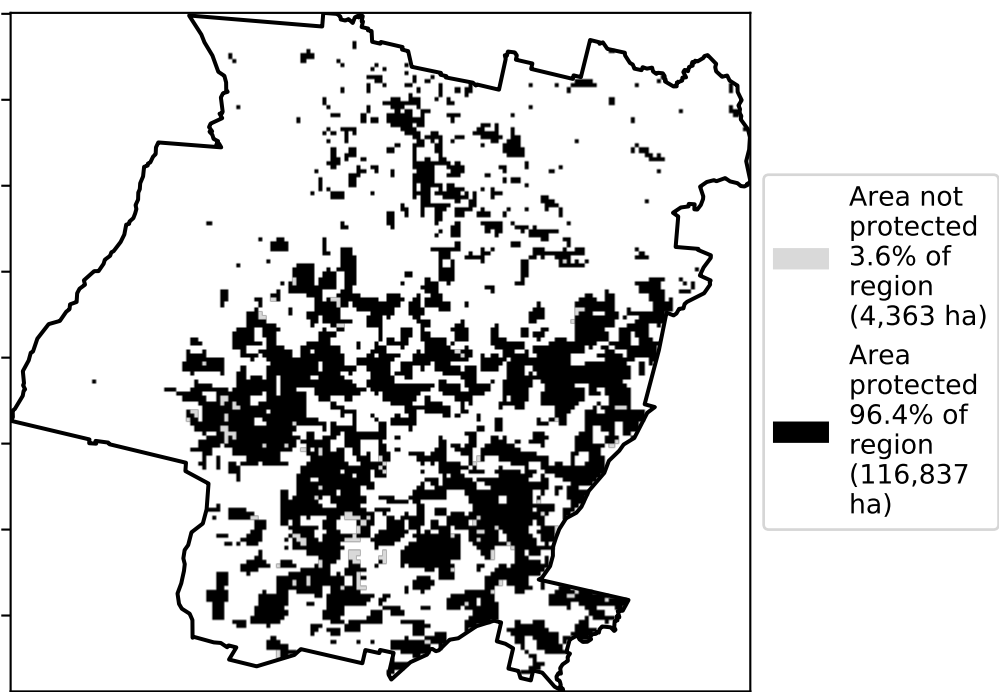 Area not
protected
3.6% of
region
(4,363 ha)
Area
protected
96.4% of
region
(116,837
ha)